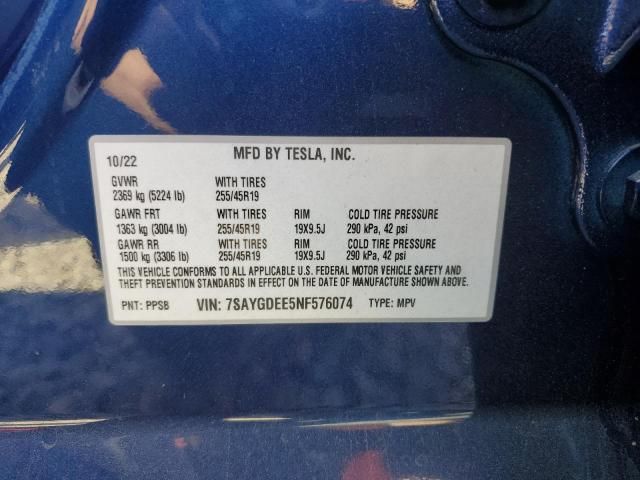 10/22 MFD BY TESLA, INC.
GVWR WITH TIRES
2369 kg (5224 lb) 255/45R19
GAWR FRT WITH TIRES RIM COLD TIRE PRESSURE
1363 kg (3004 lb) 255/45R19 19X9.5J 290 kPa, 42 psi
GAWR RR WITH TIRES RIM COLD TIRE PRESSURE
1500 kg (3306 lb) 255/45R19 19X9.5J 290 kPa, 42 psi
THIS VEHICLE CONFORMS TO ALL APPLICABLE U.S. FEDERAL MOTOR VEHICLE SAFETY AND
THEFT PREVENTION STANDARDS IN EFFECT ON THE DATE OF MANUFACTURE SHOWN ABOVE.
PNT: PPSB VIN: 7SAYGDEE5NF576074 TYPE: MPV